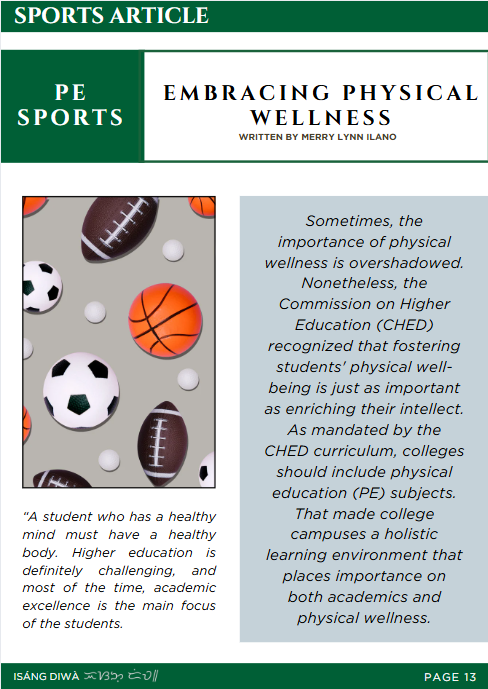 SPORTS ARTICLE
PE
SPORTS
EMBRACING PHYSICAL
WELLNESS
WRITTEN BY MERRY LYNN ILANO
“A student who has a healthy
mind must have a healthy
body. Higher education is
definitely challenging, and
most of the time, academic
excellence is the main focus
of the students.
Sometimes, the
importance of physical
wellness is overshadowed.
Nonetheless, the
Commission on Higher
Education (CHED)
recognized that fostering
students' physical well-
being is just as important
as enriching their intellect.
As mandated by the
CHED curriculum, colleges
should include physical
education (PE) subjects.
That made college
campuses a holistic
learning environment that
places importance on
both academics and
physical wellness.
ISÁNG DIWÀ
PAGE 13